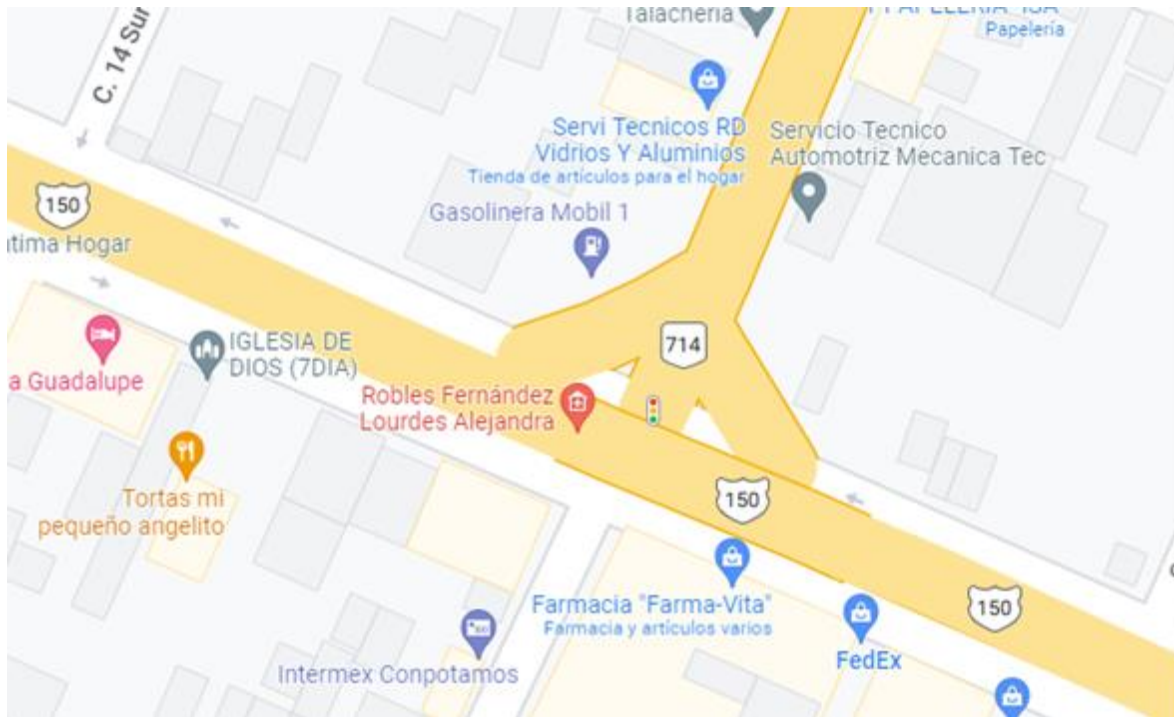 Talacheria
PAPELERIA
Papelería
C. 14 Sur
Servi Tecnicos RD
Vidrios Y Aluminios
Tienda de artículos para el hogar
Servicio Tecnico
Automotriz Mecanica Tec
150
Gasolinera Mobil 1
tima Hogar
714
IGLESIA DE
DIOS (7DIA)
a Guadalupe
Robles Fernández
Lourdes Alejandra
Tortas mi
pequeño angelito
150
Farmacia "Farma-Vita"
Farmacia y artículos varios
150
FedEx
Intermex Conpotamos